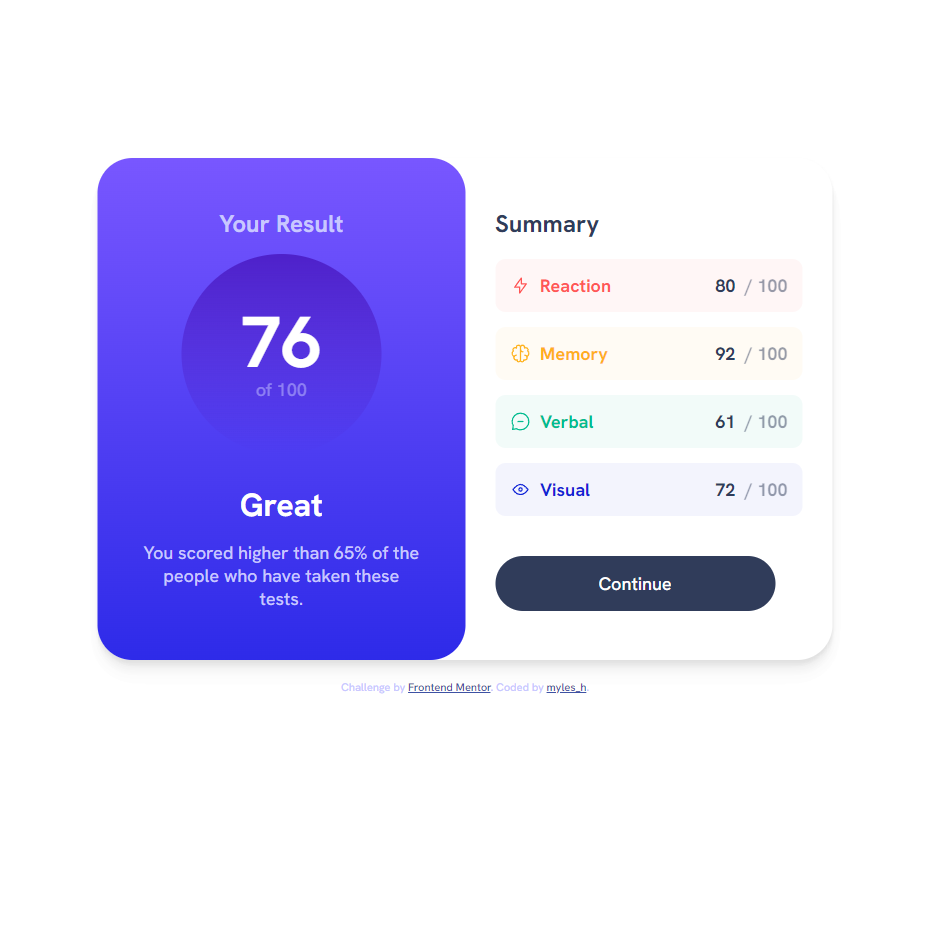 Your Result
76
of 100
Great
You scored higher than 65% of the
people who have taken these
tests.
Summary
Reaction 80 / 100
Memory 92 / 100
Verbal 61 / 100
Visual 72 / 100
Continue
Challenge by Frontend Mentor. Coded by myles_h.